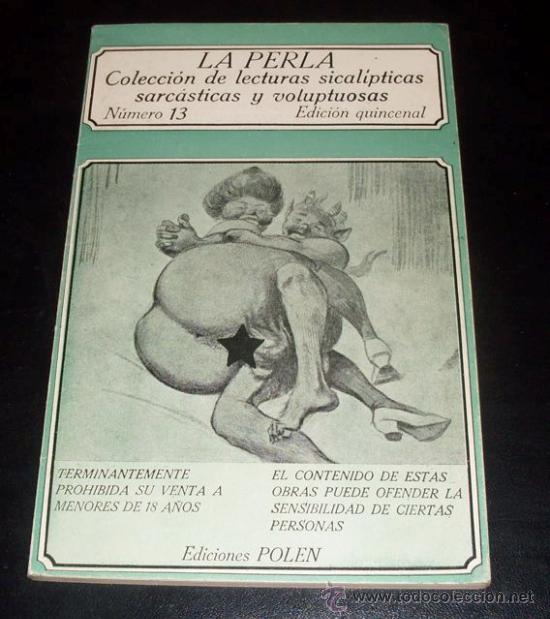 LA PERLA
Colección de lecturas sicalípticas
sarcásticas y voluptuosas
Número 13 Edición quincenal
TERMINANTEMENTE
PROHIBIDA SU VENTA A
MENORES DE 18 AÑOS
EL CONTENIDO DE ESTAS
OBRAS PUEDE OFENDER LA
SENSIBILIDAD DE CIERTAS
PERSONAS
Ediciones POLEN
todocoleccion
www.todocoleccion.net